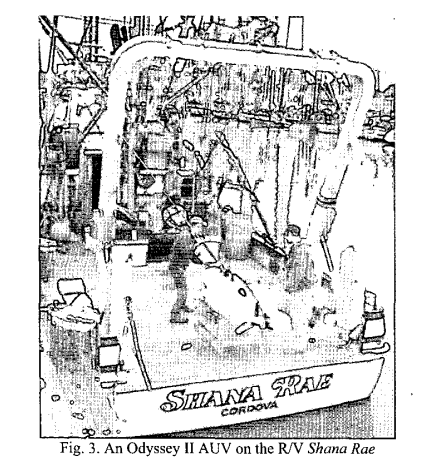 SHANA RAE
CORDOVA
Fig. 3. An Odyssey II AUV on the R/V Shana Rae